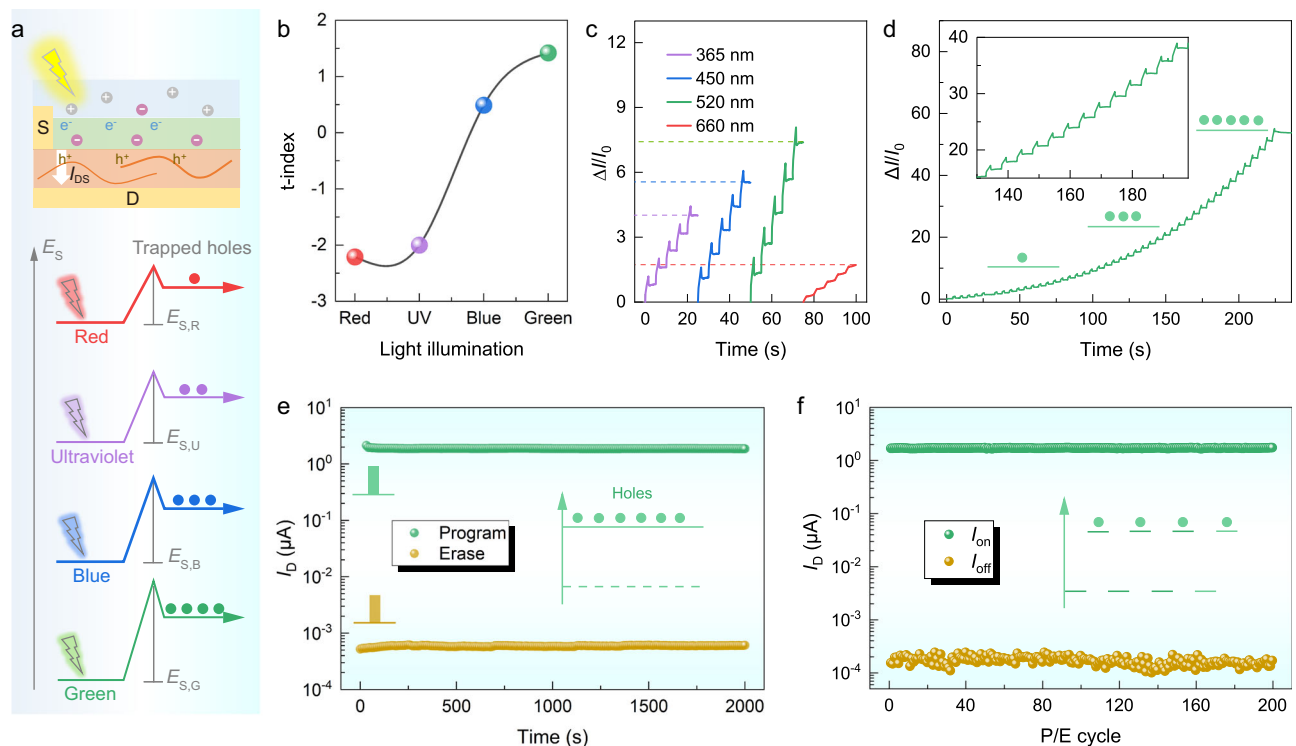 a
S
e⁻ e⁻ e⁻
h⁺ h⁺ h⁺
I_DS
D
E_S
Trapped holes
Red
E_S,R
Ultraviolet
E_S,U
Blue
E_S,B
Green
E_S,G
b
2
1
0
-1
-2
-3
t-index
Red UV Blue Green
Light illumination
c
12
9
6
3
0
ΔI/I₀
365 nm
450 nm
520 nm
660 nm
0 20 40 60 80 100
Time (s)
d
80
60
40
20
0
ΔI/I₀
40
30
20
140 160 180
0 50 100 150 200
Time (s)
e
10¹
10⁰
10⁻¹
10⁻²
10⁻³
10⁻⁴
I_D (μA)
Program
Erase
Holes
0 500 1000 1500 2000
Time (s)
f
10¹
10⁰
10⁻¹
10⁻²
10⁻³
10⁻⁴
I_D (μA)
I_on
I_off
0 40 80 120 160 200
P/E cycle